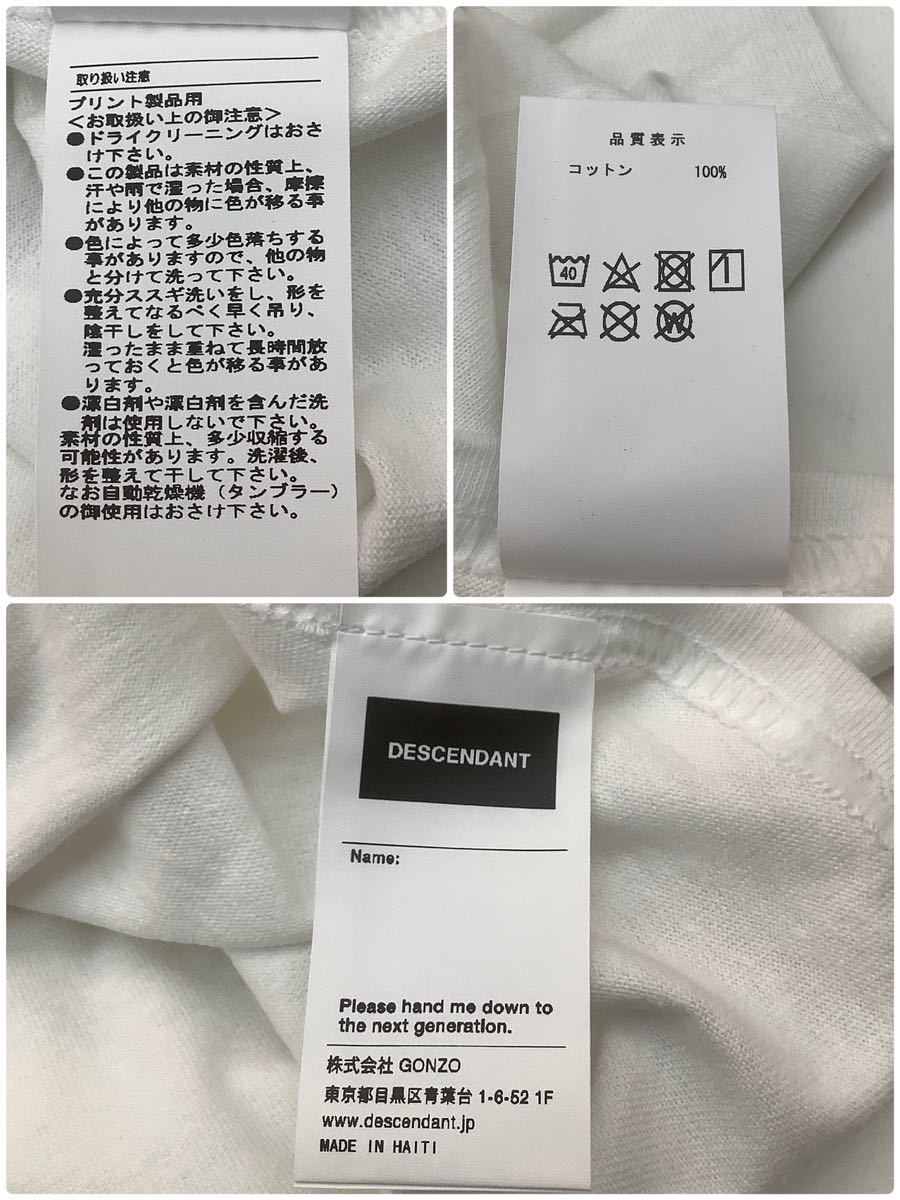 取り扱い注意
プリント製品用
<お取扱い上の御注意>
●ドライクリーニングはおさ
け下さい。
●この製品は素材の性質上、
汗や雨で湿った場合、摩擦
により他の物に色が移る事
があります。
●色によって多少色落ちする
事がありますので、他の物
と分けて洗って下さい。
●充分ススギ洗いをし、形を
整えてなるべく早く吊り、
陰干しをして下さい。
湿ったまま重ねて長時間放
っておくと色が移る事があ
ります。
●漂白剤や漂白剤を含んだ洗
剤は使用しないで下さい。
素材の性質上、多少収縮する
可能性があります。洗濯後、
形を整えて干して下さい。
なお自動乾燥機(タンブラー)
の御使用はおさけ下さい。
品質表示
コットン 100%
40
W
DESCENDANT
Name:
Please hand me down to
the next generation.
株式会社 GONZO
東京都目黒区青葉台 1-6-52 1F
www.descendant.jp
MADE IN HAITI